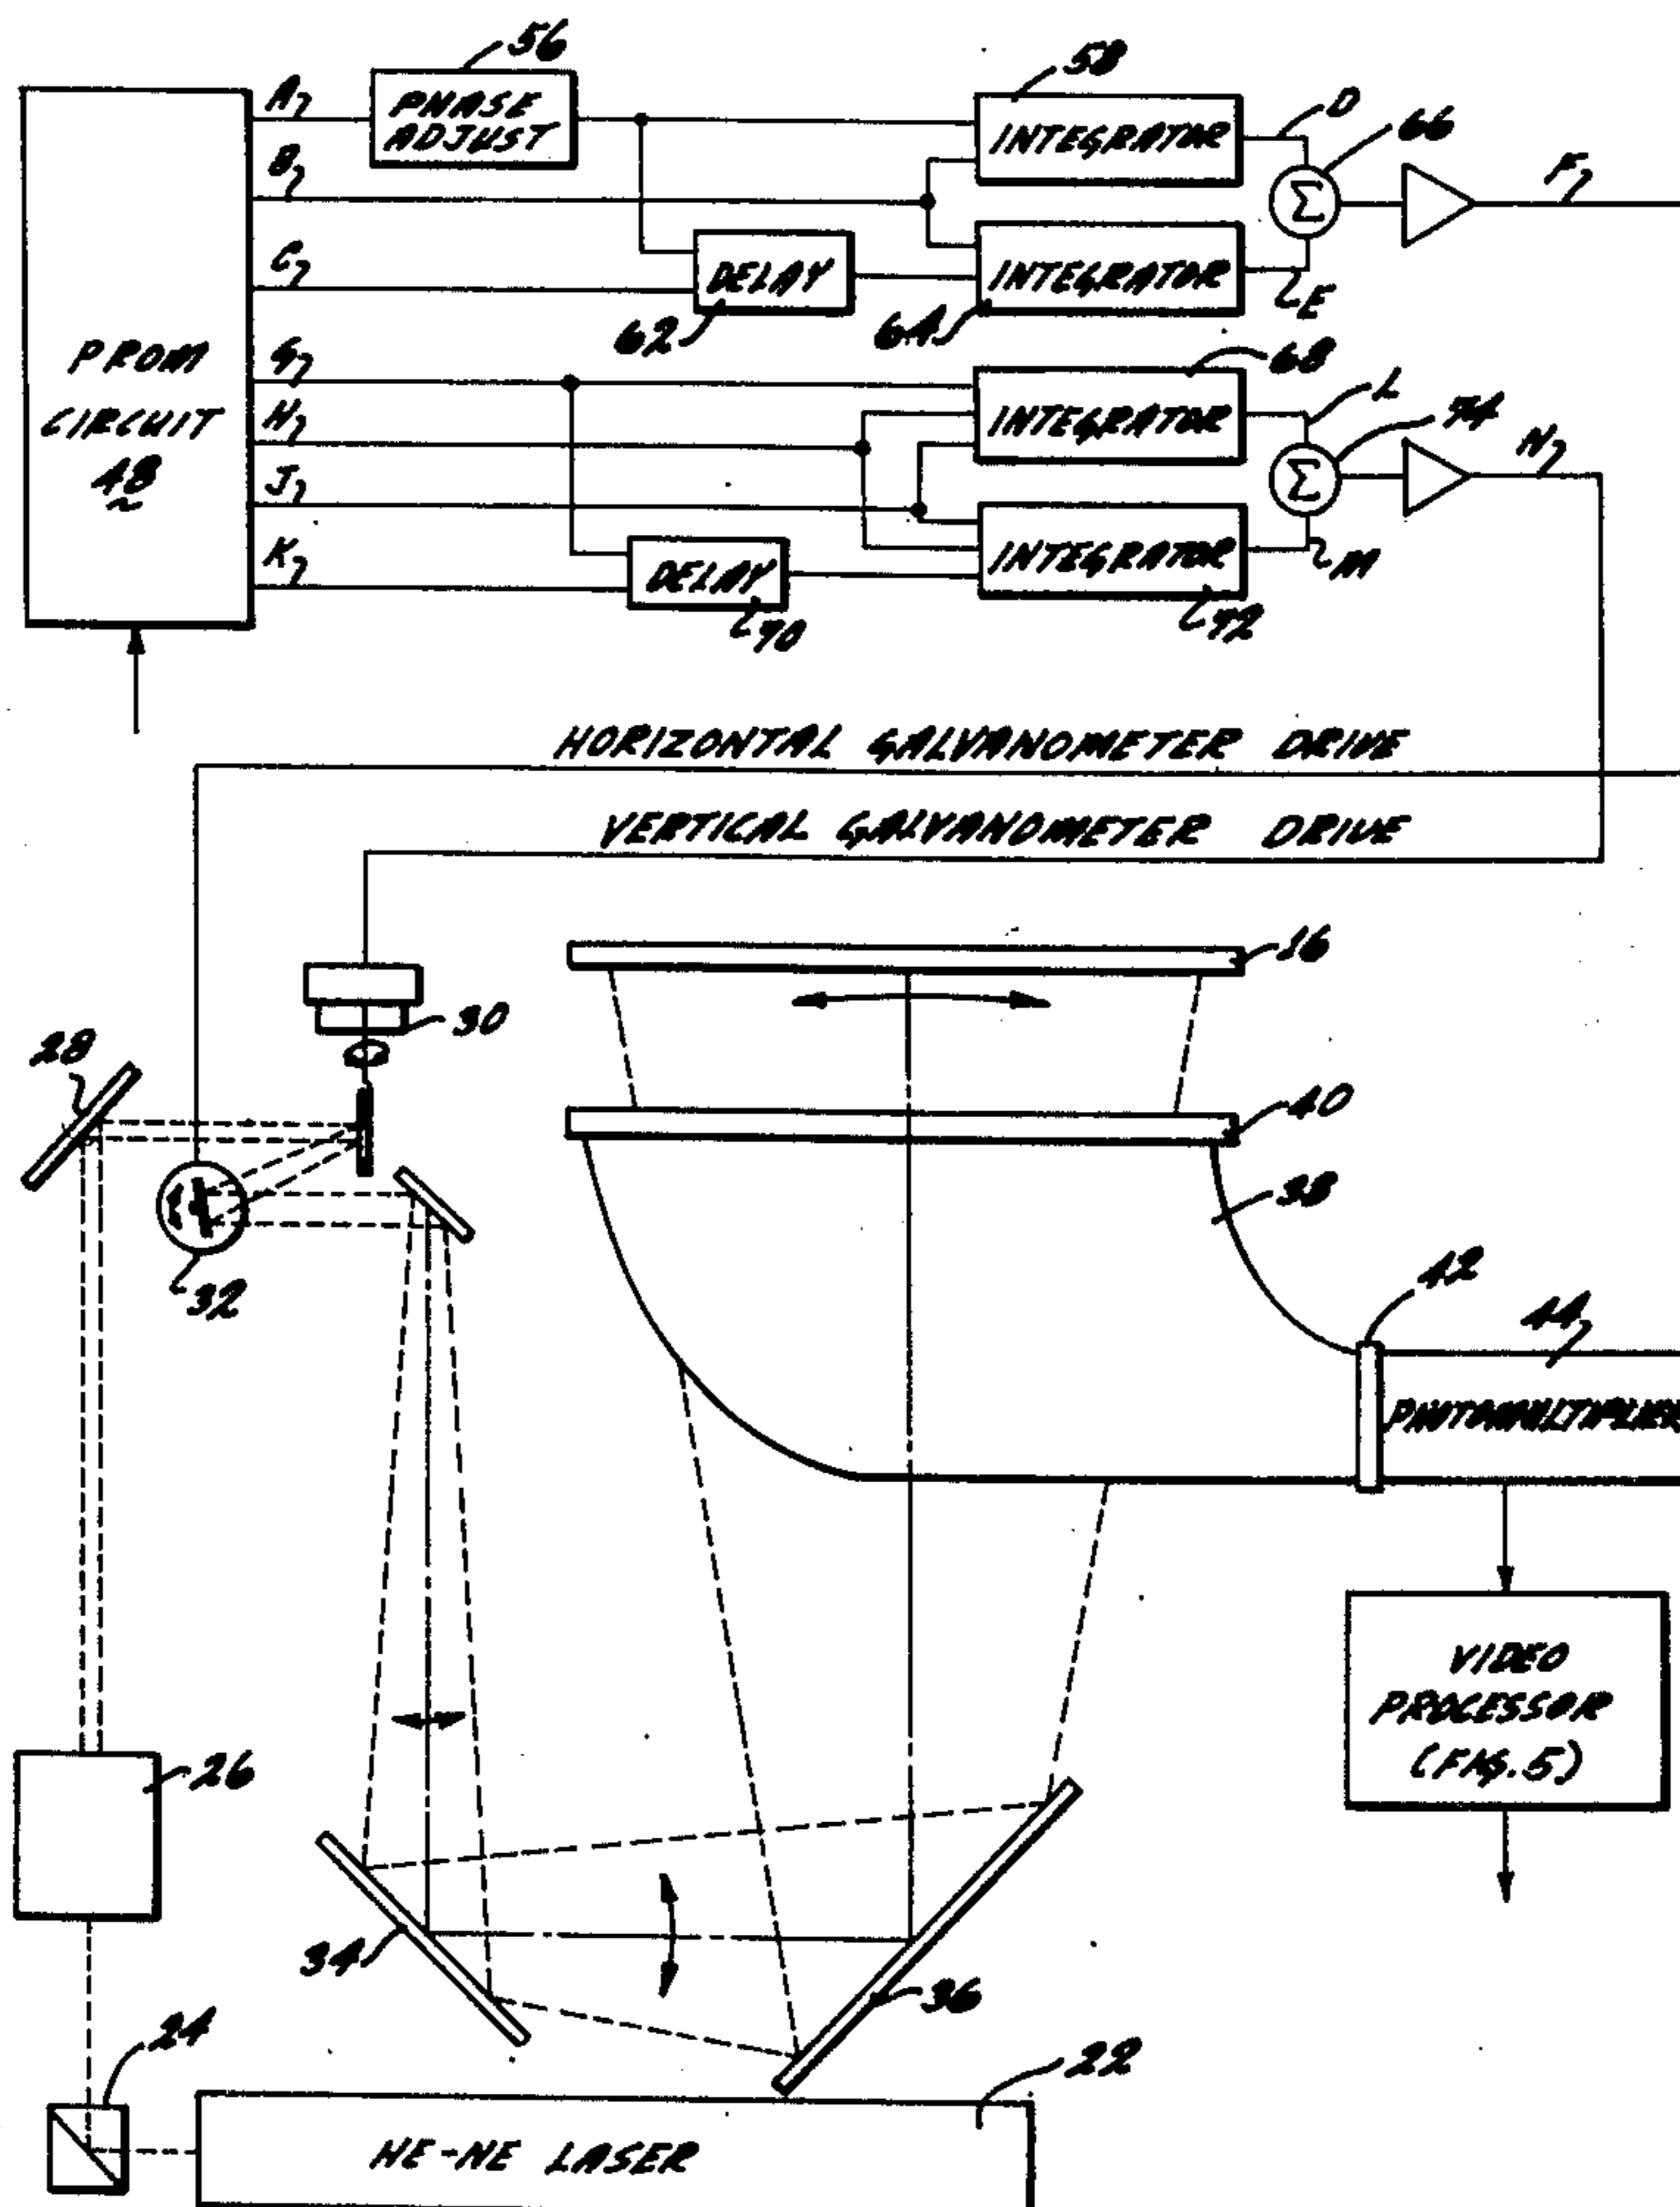 56
58
A
PHASE
ADJUST
INTEGRATOR
D
66
B
Σ
F
C
DELAY
INTEGRATOR
E
62
64
PROM
CIRCUIT
48
G
68
H
INTEGRATOR
L
74
J
Σ
N
K
DELAY
INTEGRATOR
M
70
72
HORIZONTAL GALVANOMETER DRIVE
VERTICAL GALVANOMETER DRIVE
16
30
28
40
38
32
42
44
PHOTOMULTIPLIER
VIDEO
PROCESSOR
(FIG. 5)
26
34
36
24
22
HE-NE LASER